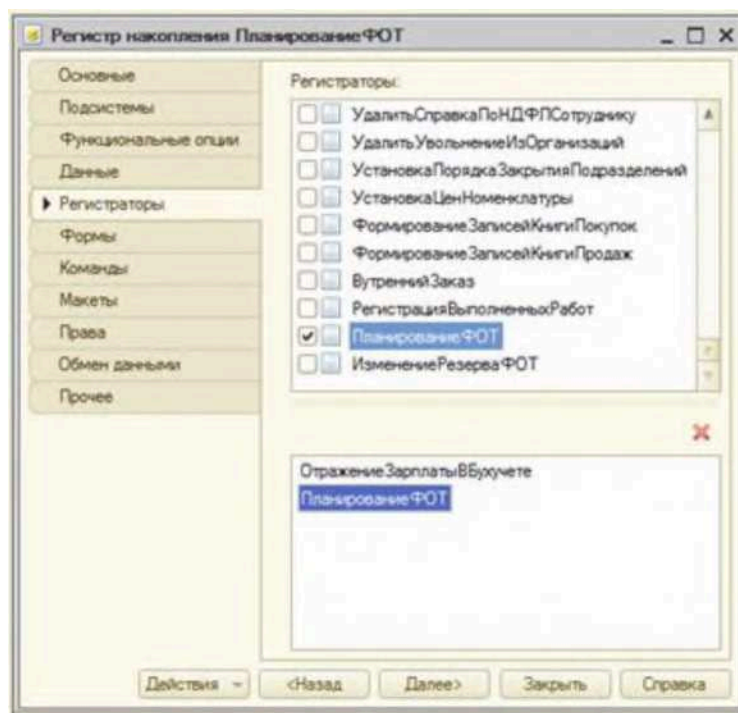 Регистр накопления ПланированиеФОТ
Основные
Подсистемы
Функциональные опции
Данные
Регистраторы
Формы
Команды
Макеты
Права
Обмен данными
Прочее
Регистраторы:
УдалитьСправкаПоНДФЛСотруднику
УдалитьУвольнениеИзОрганизаций
УстановкаПорядкаЗакрытияПодразделений
УстановкаЦенНоменклатуры
ФормированиеЗаписейКнигиПокупок
ФормированиеЗаписейКнигиПродаж
ВутреннийЗаказ
РегистрацияВыполненныхРабот
ПланированиеФОТ
ИзменениеРезерваФОТ
ОтражениеЗарплатыВБухучете
ПланированиеФОТ
Действия
<Назад
Далее>
Закрыть
Справка